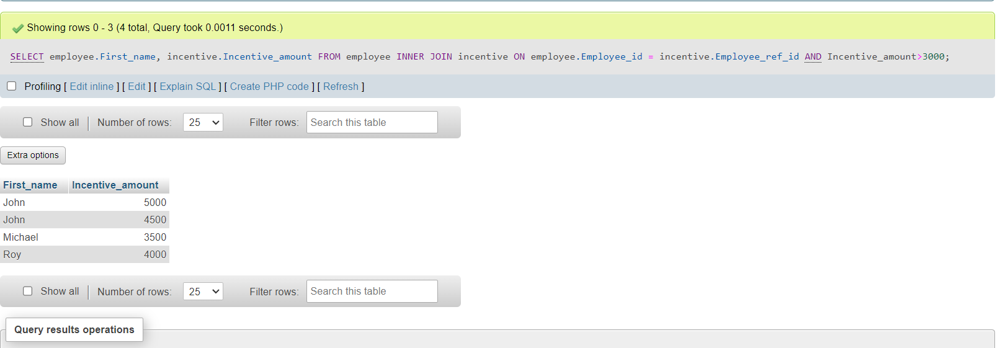 Showing rows 0 - 3 (4 total, Query took 0.0011 seconds.)
SELECT employee.First_name, incentive.Incentive_amount FROM employee INNER JOIN incentive ON employee.Employee_id = incentive.Employee_ref_id AND Incentive_amount>3000;
Profiling [ Edit inline ] [ Edit ] [ Explain SQL ] [ Create PHP code ] [ Refresh ]
Show all Number of rows: 25 Filter rows: Search this table
Extra options
First_name Incentive_amount
John 5000
John 4500
Michael 3500
Roy 4000
Show all Number of rows: 25 Filter rows: Search this table
Query results operations